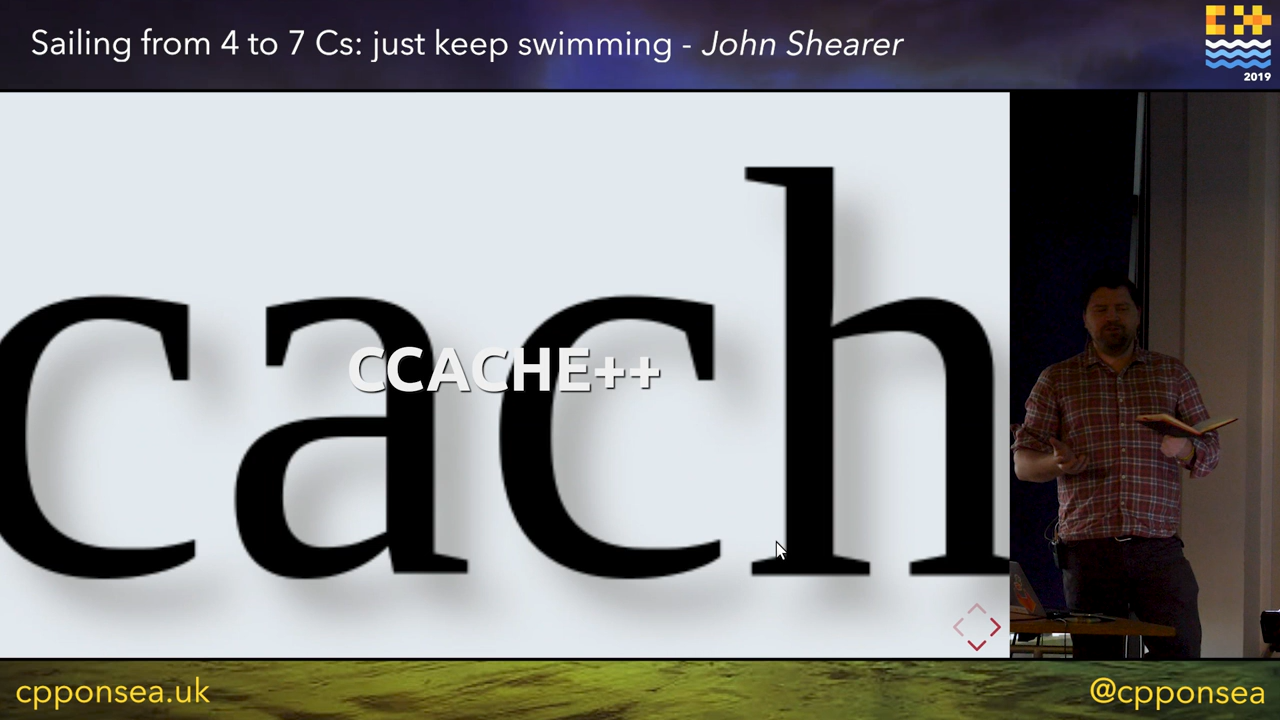 Sailing from 4 to 7 Cs: just keep swimming - John Shearer
C++
2019
cach
CCACHE++
cpponsea.uk
@cpponsea